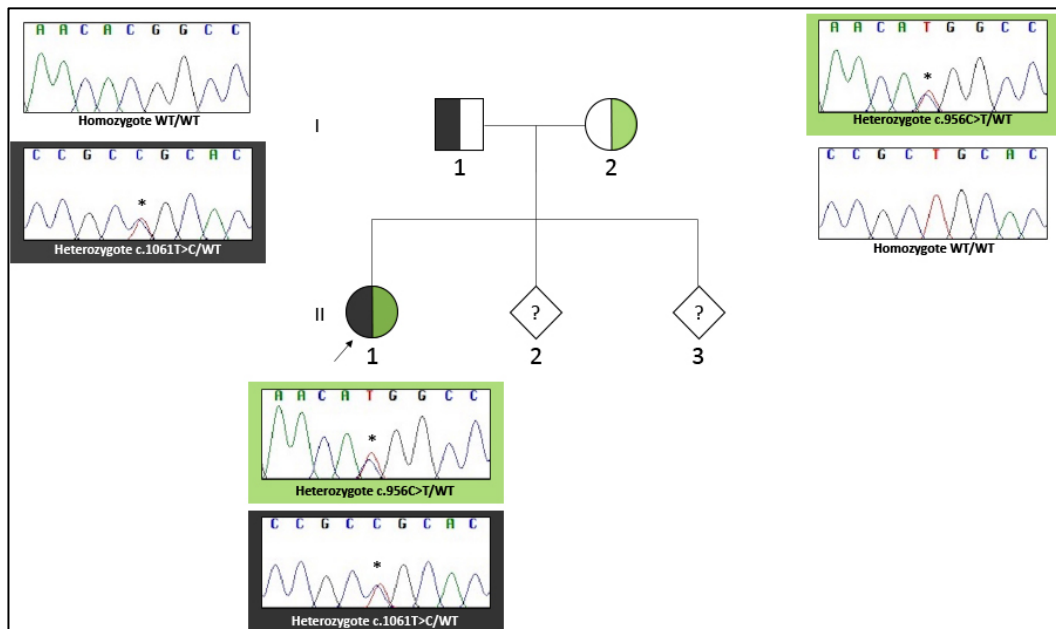 A A C A C G G C C
Homozygote WT/WT
C C G C C G C A C
*
Heterozygote c.1061T>C/WT
I
1
2
A A C A T G G C C
*
Heterozygote c.956C>T/WT
C C G C T G C A C
Homozygote WT/WT
II
1
?
2
?
3
A A C A T G G C C
*
Heterozygote c.956C>T/WT
C C G C C G C A C
*
Heterozygote c.1061T>C/WT